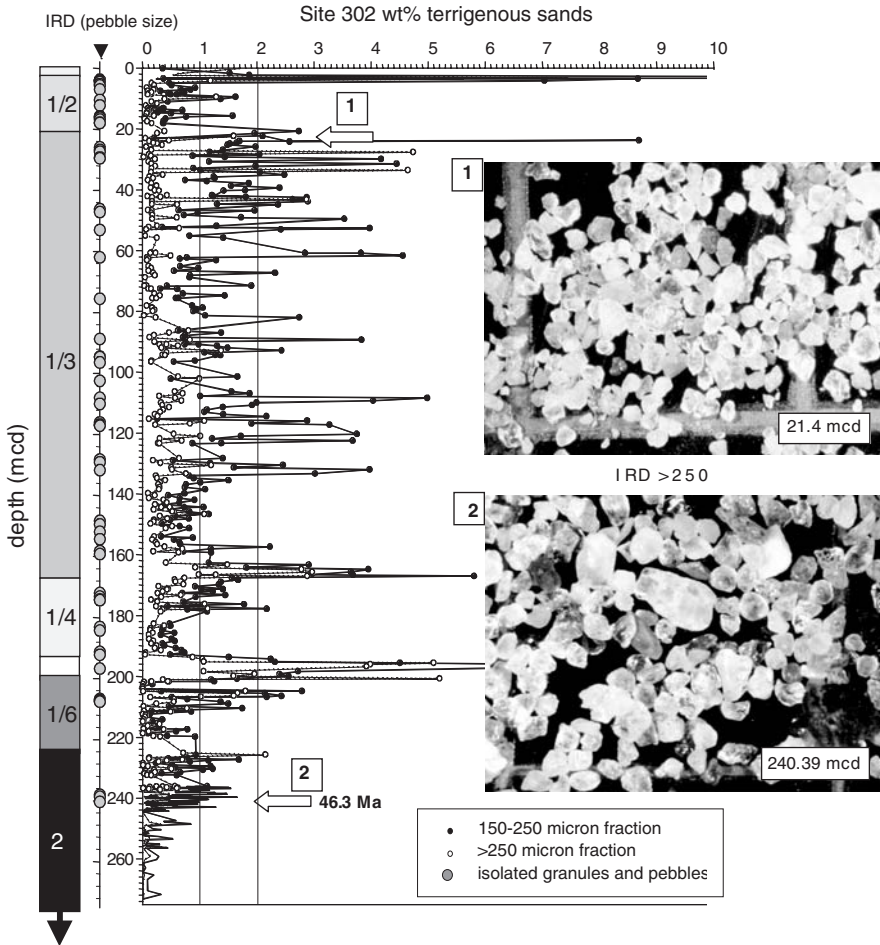 Site 302 wt% terrigenous sands
IRD (pebble size)
0 1 2 3 4 5 6 7 8 9 10
0
20
40
60
80
100
120
140
160
180
200
220
240
260
depth (mcd)
1/2
1/3
1/4
1/6
2
1
1
21.4 mcd
IRD >250
2
240.39 mcd
2
46.3 Ma
150-250 micron fraction
>250 micron fraction
isolated granules and pebbles